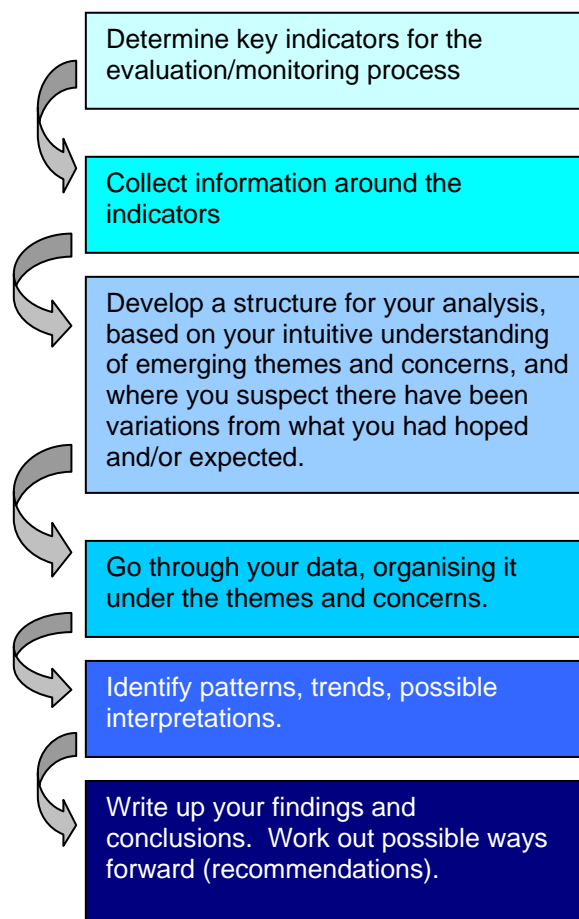 Determine key indicators for the
evaluation/monitoring process
Collect information around the
indicators
Develop a structure for your analysis,
based on your intuitive understanding
of emerging themes and concerns, and
where you suspect there have been
variations from what you had hoped
and/or expected.
Go through your data, organising it
under the themes and concerns.
Identify patterns, trends, possible
interpretations.
Write up your findings and
conclusions.  Work out possible ways
forward (recommendations).